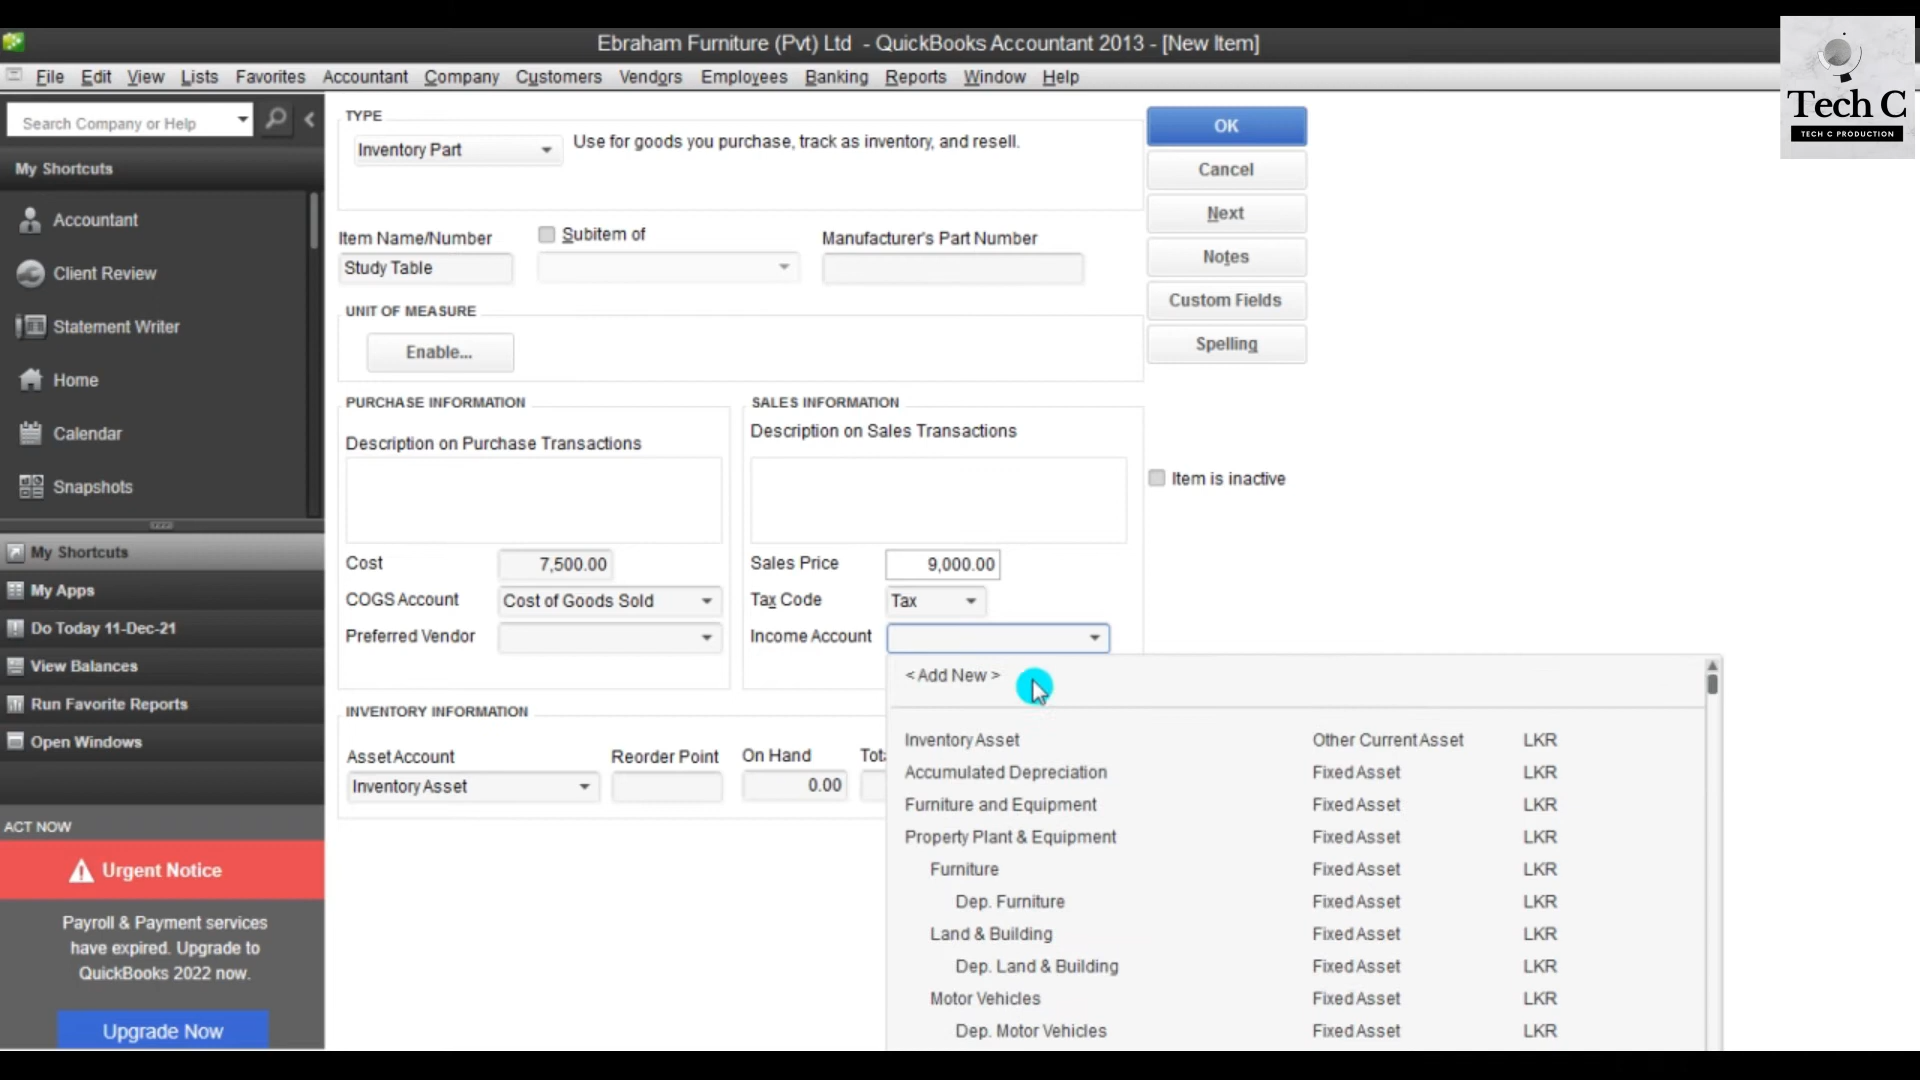 Ebraham Furniture (Pvt) Ltd - QuickBooks Accountant 2013 - [New Item]
File Edit View Lists Favorites Accountant Company Customers Vendors Employees Banking Reports Window Help
Tech C
TECH C PRODUCTION
Search Company or Help
My Shortcuts
Accountant
Client Review
Statement Writer
Home
Calendar
Snapshots
My Shortcuts
My Apps
Do Today 11-Dec-21
View Balances
Run Favorite Reports
Open Windows
ACT NOW
Urgent Notice
Payroll & Payment services
have expired. Upgrade to
QuickBooks 2022 now.
Upgrade Now
TYPE
Inventory Part
Use for goods you purchase, track as inventory, and resell.
Item Name/Number
Subitem of
Manufacturer's Part Number
Study Table
UNIT OF MEASURE
Enable...
PURCHASE INFORMATION
Description on Purchase Transactions
Cost 7,500.00
COGS Account Cost of Goods Sold
Preferred Vendor
SALES INFORMATION
Description on Sales Transactions
Sales Price 9,000.00
Tax Code Tax
Income Account
INVENTORY INFORMATION
Asset Account Reorder Point On Hand
Inventory Asset 0.00
OK
Cancel
Next
Notes
Custom Fields
Spelling
Item is inactive
< Add New >
Inventory Asset Other Current Asset LKR
Accumulated Depreciation Fixed Asset LKR
Furniture and Equipment Fixed Asset LKR
Property Plant & Equipment Fixed Asset LKR
Furniture Fixed Asset LKR
Dep. Furniture Fixed Asset LKR
Land & Building Fixed Asset LKR
Dep. Land & Building Fixed Asset LKR
Motor Vehicles Fixed Asset LKR
Dep. Motor Vehicles Fixed Asset LKR